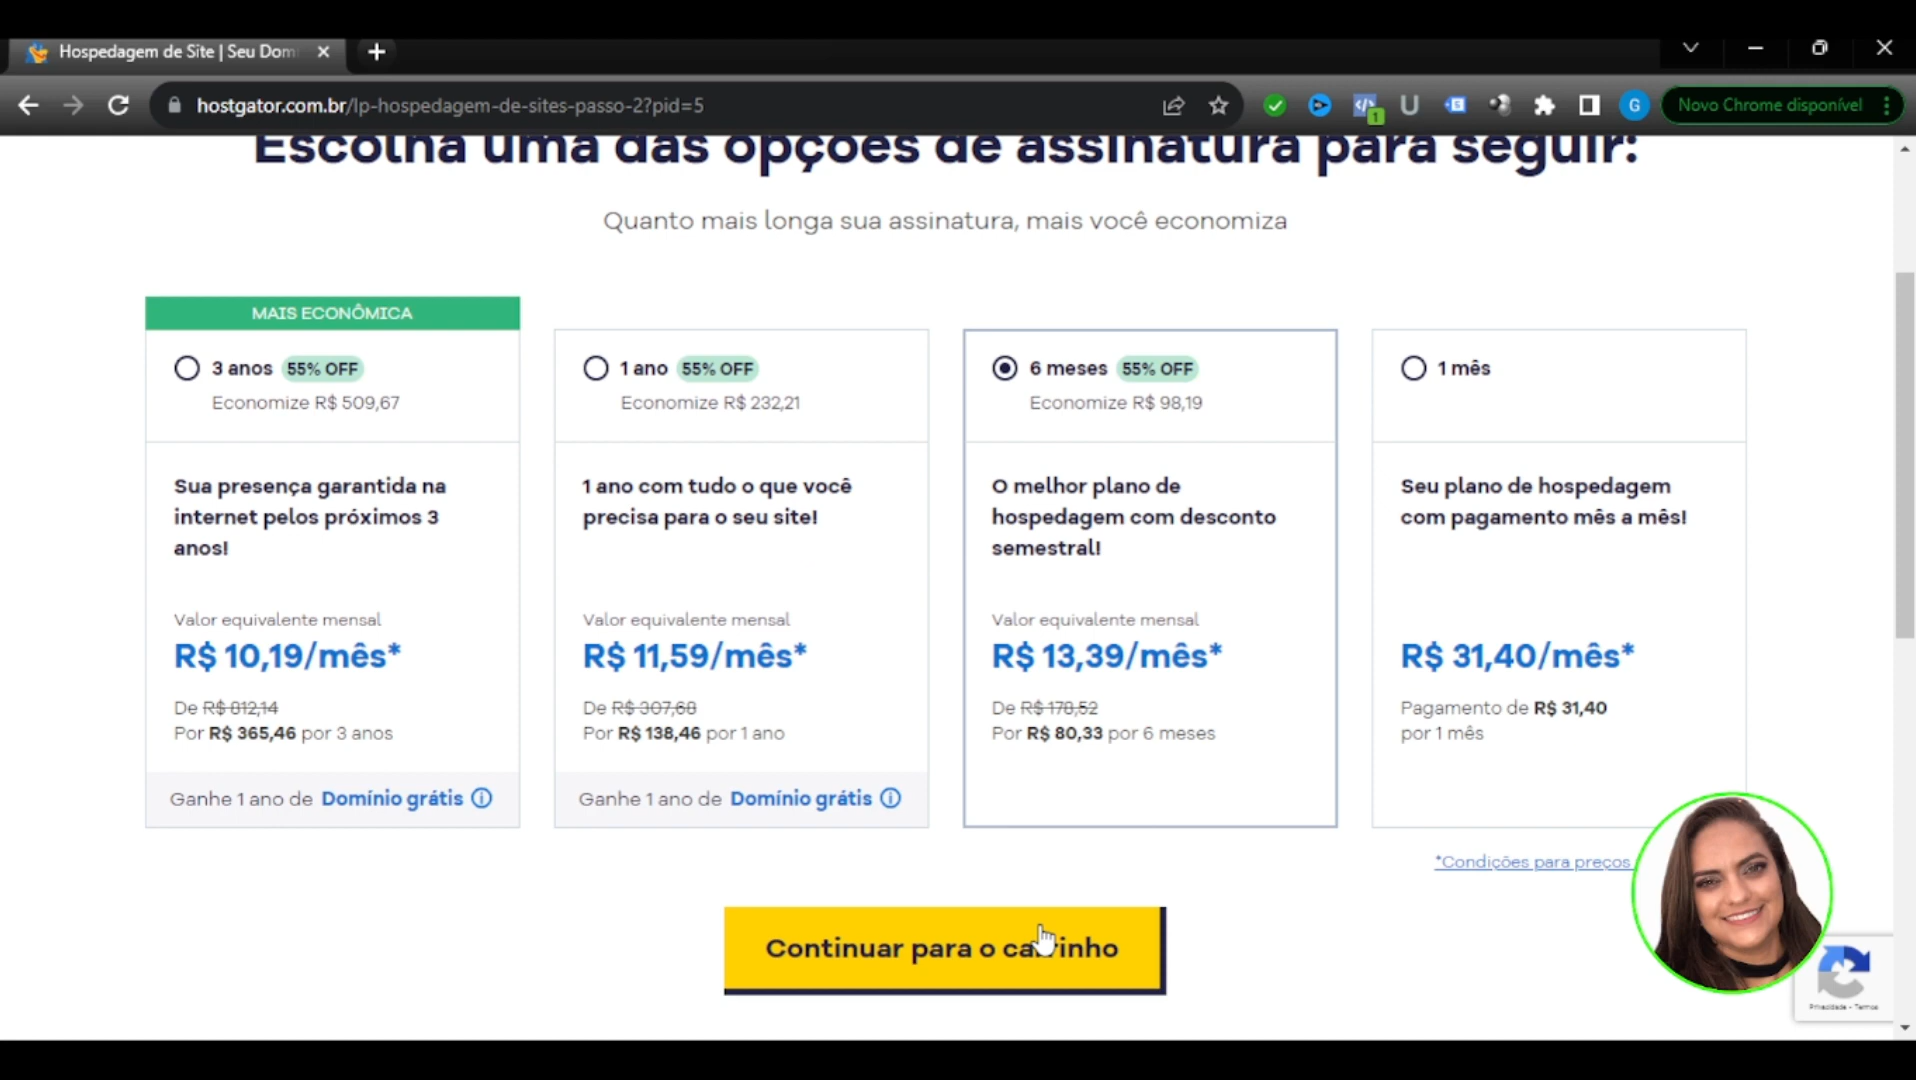 Hospedagem de Site | Seu Dom
hostgator.com.br/lp-hospedagem-de-sites-passo-2?pid=5
1
U
G
Novo Chrome disponível
Escolha uma das opções de assinatura para seguir:
Quanto mais longa sua assinatura, mais você economiza
MAIS ECONÔMICA
3 anos 55% OFF
Economize R$ 509,67
Sua presença garantida na
internet pelos próximos 3
anos!
Valor equivalente mensal
R$ 10,19/mês*
De R$ 812,14
Por R$ 365,46 por 3 anos
Ganhe 1 ano de Domínio grátis
1 ano 55% OFF
Economize R$ 232,21
1 ano com tudo o que você
precisa para o seu site!
Valor equivalente mensal
R$ 11,59/mês*
De R$ 307,68
Por R$ 138,46 por 1 ano
Ganhe 1 ano de Domínio grátis
6 meses 55% OFF
Economize R$ 98,19
O melhor plano de
hospedagem com desconto
semestral!
Valor equivalente mensal
R$ 13,39/mês*
De R$ 178,52
Por R$ 80,33 por 6 meses
1 mês
Seu plano de hospedagem
com pagamento mês a mês!
R$ 31,40/mês*
Pagamento de R$ 31,40
por 1 mês
*Condições para preços
Continuar para o carrinho
Privacidade - Termos